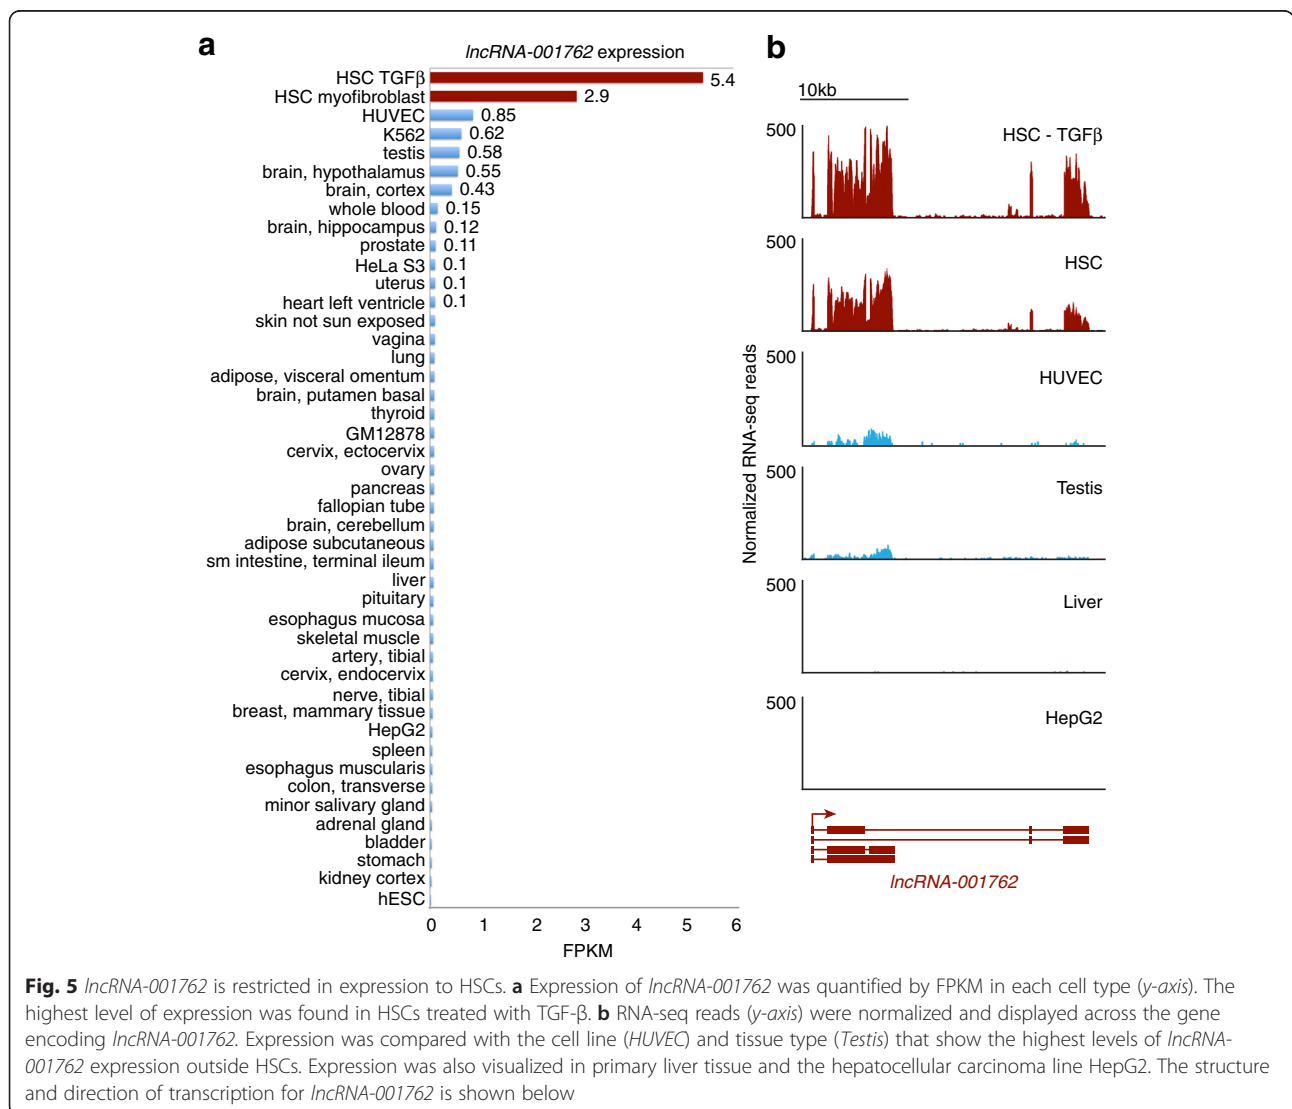 a
lncRNA-001762 expression
HSC TGFβ 5.4
HSC myofibroblast 2.9
HUVEC 0.85
K562 0.62
testis 0.58
brain, hypothalamus 0.55
brain, cortex 0.43
whole blood 0.15
brain, hippocampus 0.12
prostate 0.11
HeLa S3 0.1
uterus 0.1
heart left ventricle 0.1
skin not sun exposed
vagina
lung
adipose, visceral omentum
brain, putamen basal
thyroid
GM12878
cervix, ectocervix
ovary
pancreas
fallopian tube
brain, cerebellum
adipose subcutaneous
sm intestine, terminal ileum
liver
pituitary
esophagus mucosa
skeletal muscle
artery, tibial
cervix, endocervix
nerve, tibial
breast, mammary tissue
HepG2
spleen
esophagus muscularis
colon, transverse
minor salivary gland
adrenal gland
bladder
stomach
kidney cortex
hESC
0 1 2 3 4 5 6
FPKM
b
10kb
Normalized RNA-seq reads
500 HSC - TGFβ
500 HSC
500 HUVEC
500 Testis
500 Liver
500 HepG2
lncRNA-001762
Fig. 5 lncRNA-001762 is restricted in expression to HSCs. a Expression of lncRNA-001762 was quantified by FPKM in each cell type (y-axis). The
highest level of expression was found in HSCs treated with TGF-β. b RNA-seq reads (y-axis) were normalized and displayed across the gene
encoding lncRNA-001762. Expression was compared with the cell line (HUVEC) and tissue type (Testis) that show the highest levels of lncRNA-
001762 expression outside HSCs. Expression was also visualized in primary liver tissue and the hepatocellular carcinoma line HepG2. The structure
and direction of transcription for lncRNA-001762 is shown below